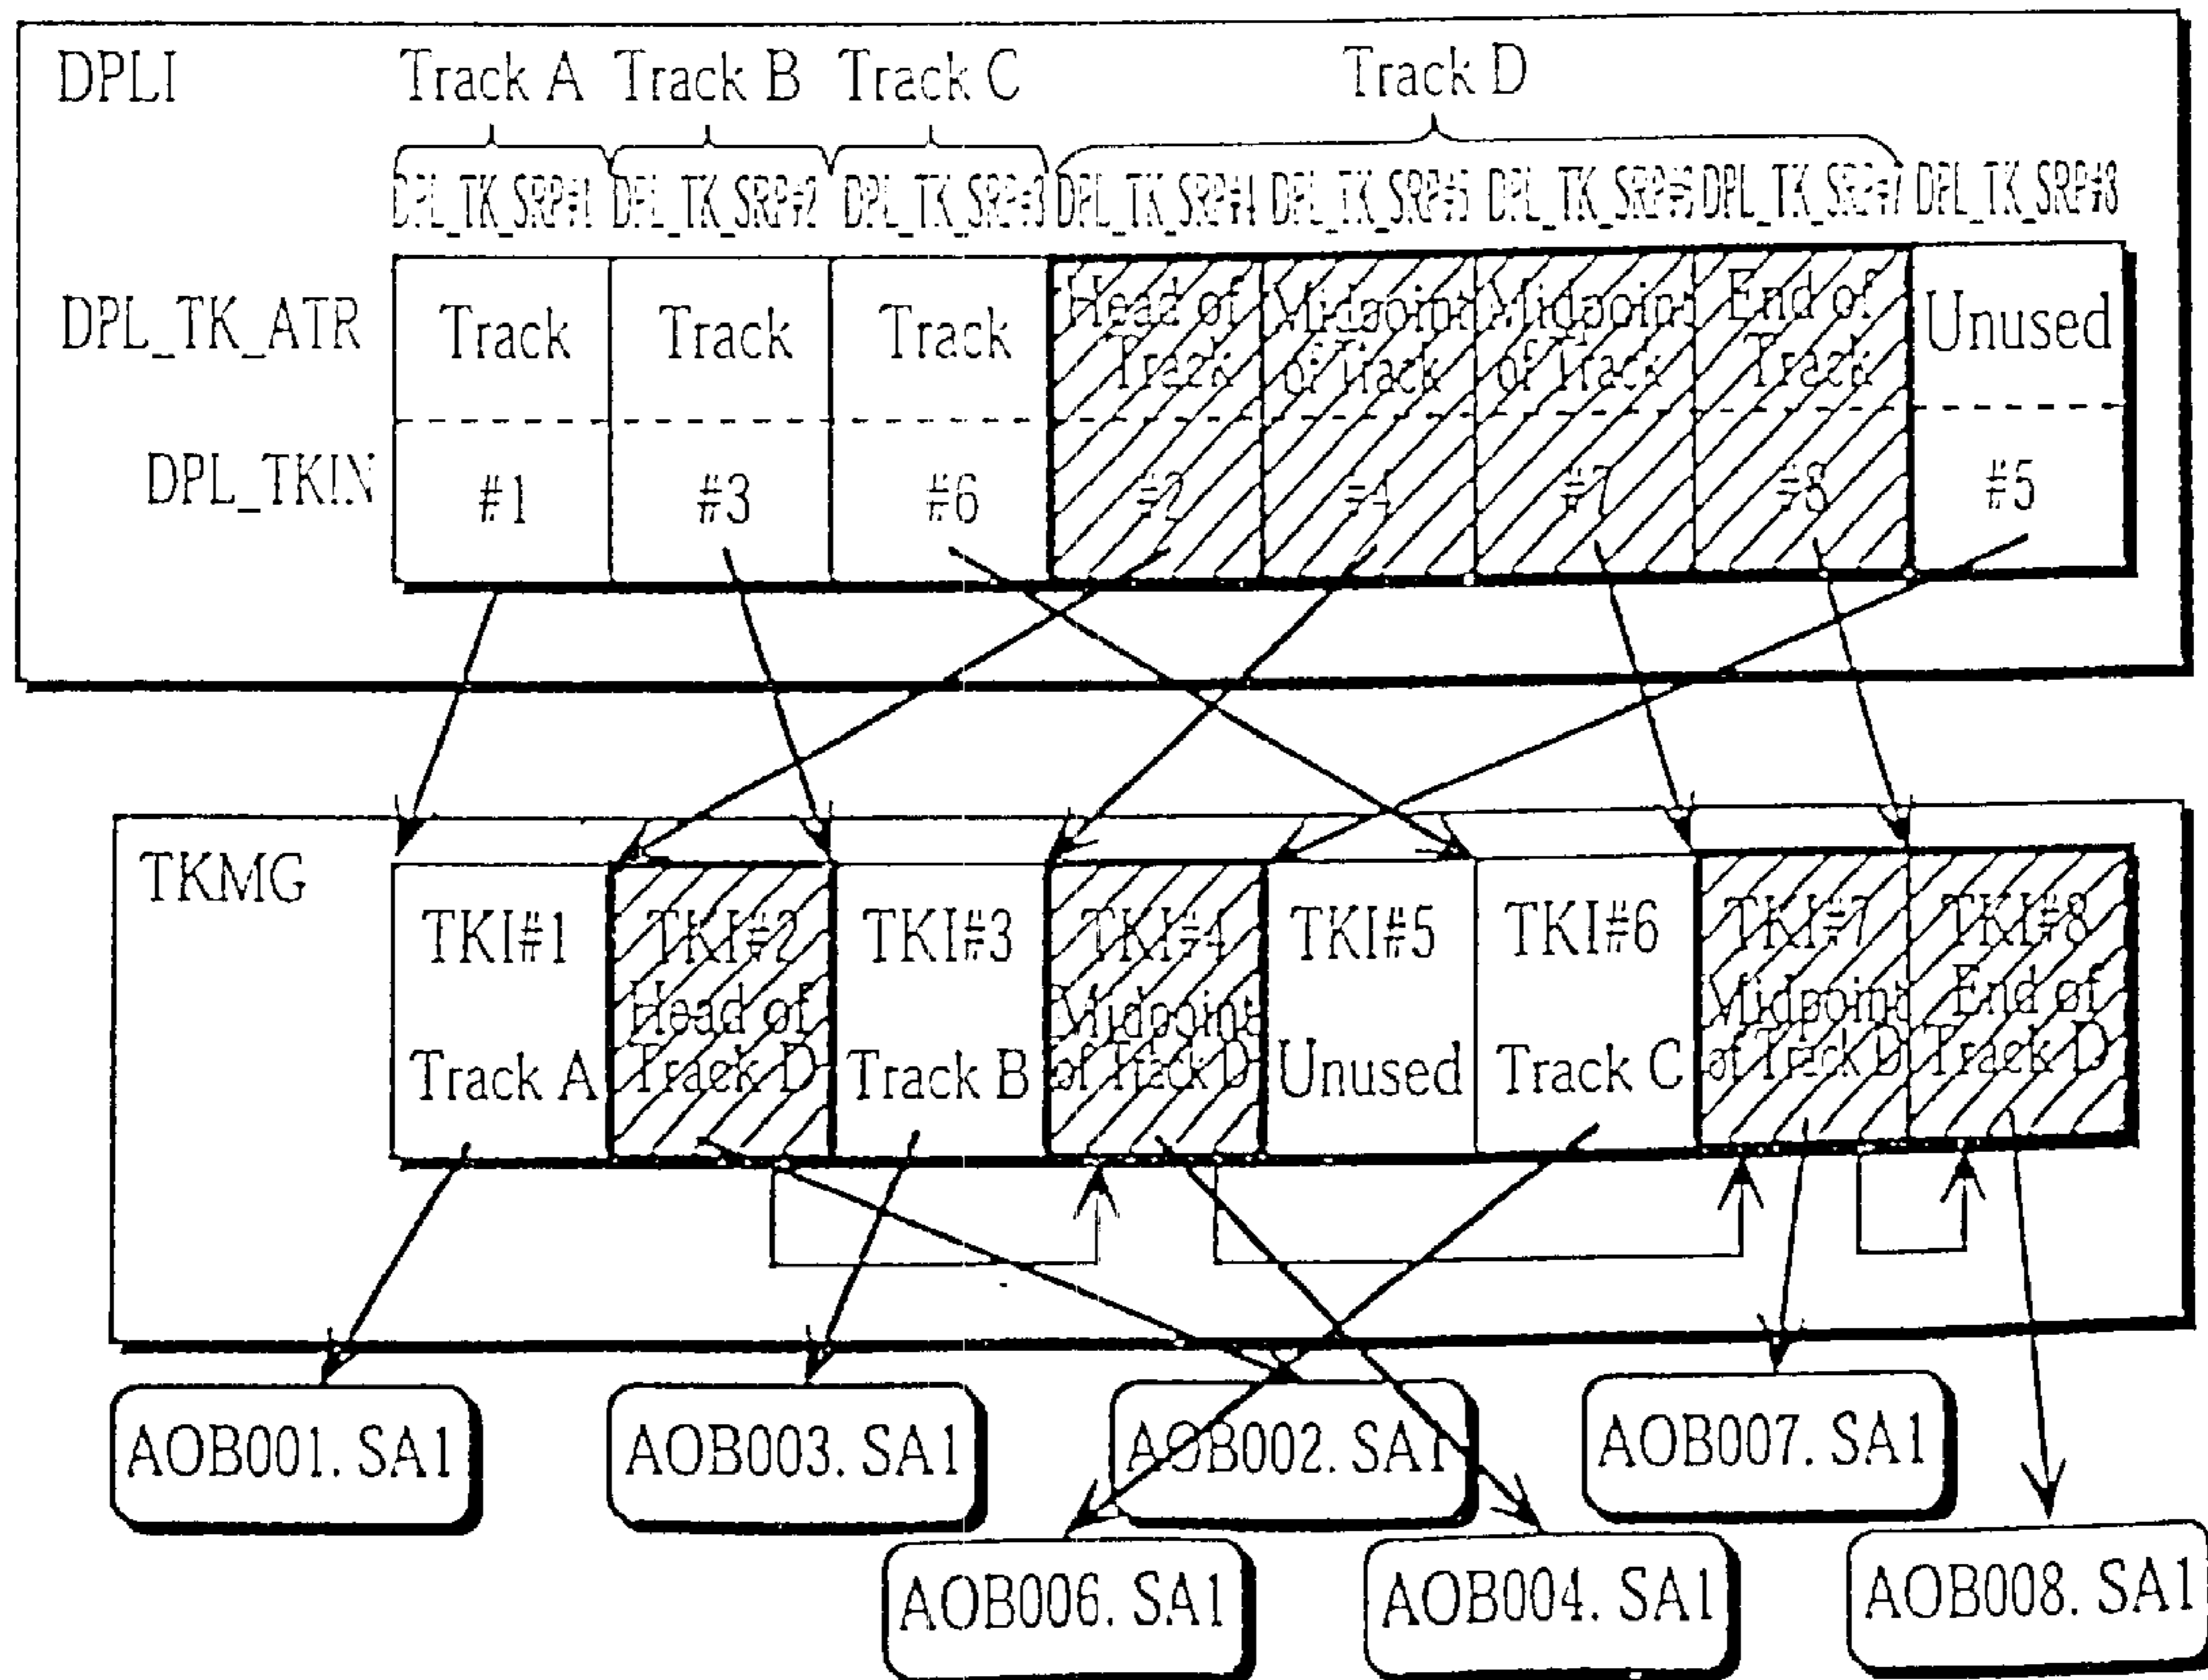 DPLI Track A Track B Track C Track D
DPL_TK_SRP#1 DPL_TK_SRP#2 DPL_TK_SRP#3 DPL_TK_SRP#4 DPL_TK_SRP#5 DPL_TK_SRP#6 DPL_TK_SRP#7 DPL_TK_SRP#8
DPL_TK_ATR Track Track Track Head of Track Midpoint of Track Midpoint of Track End of Track Unused
DPL_TKIN #1 #3 #6 #2 #4 #7 #8 #5
TKMG
TKI#1 TKI#2 TKI#3 TKI#4 TKI#5 TKI#6 TKI#7 TKI#8
Track A Head of Track D Track B Midpoint of Track D Unused Track C Midpoint of Track D End of Track D
AOB001. SA1 AOB003. SA1 AOB002. SA1 AOB007. SA1
AOB006. SA1 AOB004. SA1 AOB008. SA1